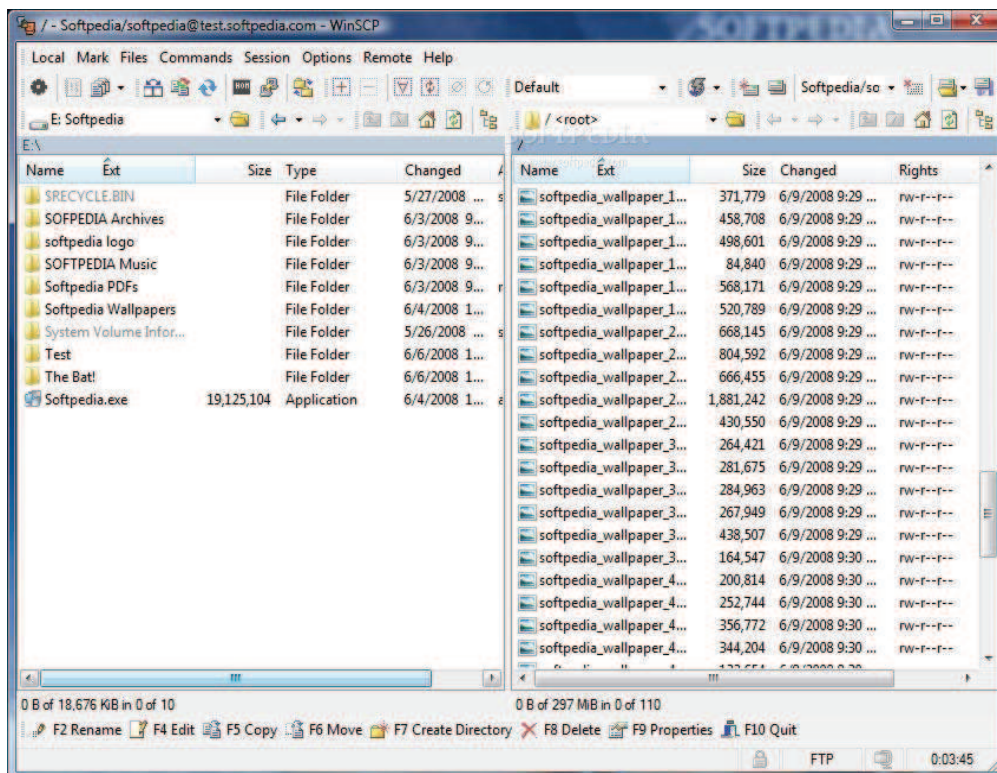 / - Softpedia/softpedia@test.softpedia.com - WinSCP
SOFTPEDIA
Local Mark Files Commands Session Options Remote Help
Default
Softpedia/so
E: Softpedia
/ <root>
SOFTPEDIA
E:\
/
www.softpedia.com
Name Ext Size Type Changed A
Name Ext Size Changed Rights
$RECYCLE.BIN File Folder 5/27/2008 ... s
SOFPEDIA Archives File Folder 6/3/2008 9...
softpedia logo File Folder 6/3/2008 9...
SOFTPEDIA Music File Folder 6/3/2008 9...
Softpedia PDFs File Folder 6/3/2008 9... r
Softpedia Wallpapers File Folder 6/4/2008 1...
System Volume Infor... File Folder 5/26/2008 ... s
Test File Folder 6/6/2008 1...
The Bat! File Folder 6/6/2008 1...
Softpedia.exe 19,125,104 Application 6/4/2008 1... a
softpedia_wallpaper_1... 371,779 6/9/2008 9:29 ... rw-r--r--
softpedia_wallpaper_1... 458,708 6/9/2008 9:29 ... rw-r--r--
softpedia_wallpaper_1... 498,601 6/9/2008 9:29 ... rw-r--r--
softpedia_wallpaper_1... 84,840 6/9/2008 9:29 ... rw-r--r--
softpedia_wallpaper_1... 568,171 6/9/2008 9:29 ... rw-r--r--
softpedia_wallpaper_1... 520,789 6/9/2008 9:29 ... rw-r--r--
softpedia_wallpaper_2... 668,145 6/9/2008 9:29 ... rw-r--r--
softpedia_wallpaper_2... 804,592 6/9/2008 9:29 ... rw-r--r--
softpedia_wallpaper_2... 666,455 6/9/2008 9:29 ... rw-r--r--
softpedia_wallpaper_2... 1,881,242 6/9/2008 9:29 ... rw-r--r--
softpedia_wallpaper_2... 430,550 6/9/2008 9:29 ... rw-r--r--
softpedia_wallpaper_3... 264,421 6/9/2008 9:29 ... rw-r--r--
softpedia_wallpaper_3... 281,675 6/9/2008 9:29 ... rw-r--r--
softpedia_wallpaper_3... 284,963 6/9/2008 9:29 ... rw-r--r--
softpedia_wallpaper_3... 267,949 6/9/2008 9:29 ... rw-r--r--
softpedia_wallpaper_3... 438,507 6/9/2008 9:29 ... rw-r--r--
softpedia_wallpaper_3... 164,547 6/9/2008 9:30 ... rw-r--r--
softpedia_wallpaper_4... 200,814 6/9/2008 9:30 ... rw-r--r--
softpedia_wallpaper_4... 252,744 6/9/2008 9:30 ... rw-r--r--
softpedia_wallpaper_4... 356,772 6/9/2008 9:30 ... rw-r--r--
softpedia_wallpaper_4... 344,204 6/9/2008 9:30 ... rw-r--r--
0 B of 18,676 KiB in 0 of 10
0 B of 297 MiB in 0 of 110
F2 Rename F4 Edit F5 Copy F6 Move F7 Create Directory F8 Delete F9 Properties F10 Quit
FTP 0:03:45